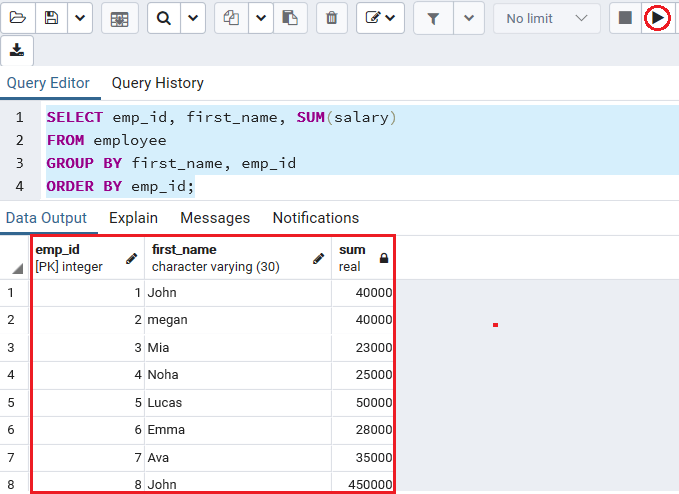 No limit
Query Editor Query History
1 SELECT emp_id, first_name, SUM(salary)
2 FROM employee
3 GROUP BY first_name, emp_id
4 ORDER BY emp_id;
Data Output Explain Messages Notifications
emp_id first_name sum
[PK] integer character varying (30) real
1 1 John 40000
2 2 megan 40000
3 3 Mia 23000
4 4 Noha 25000
5 5 Lucas 50000
6 6 Emma 28000
7 7 Ava 35000
8 8 John 450000